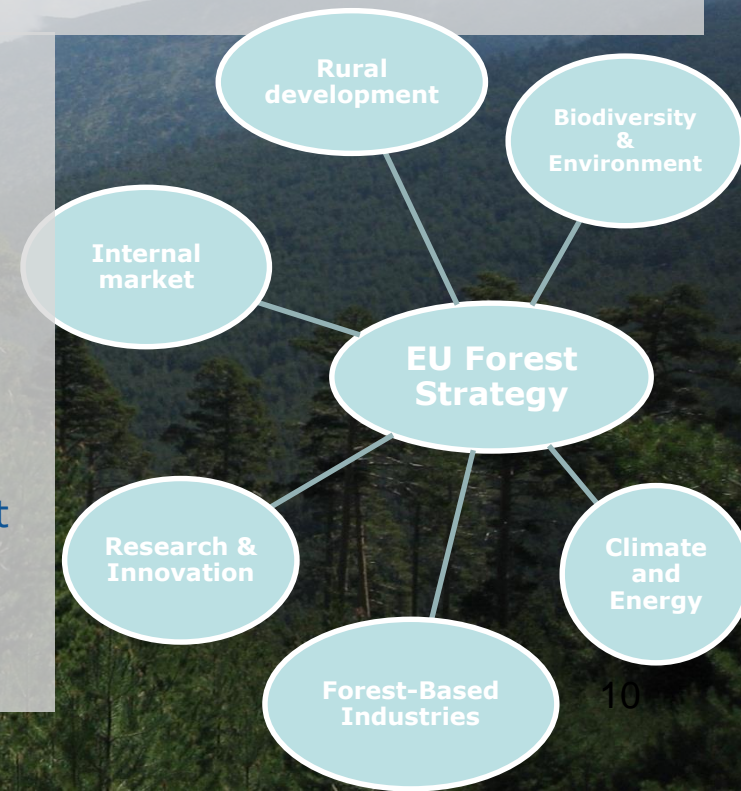 Rural
development
Biodiversity
&
Environment
Internal
market
EU Forest
Strategy
t
Research &
Innovation
Climate
and
Energy
Forest-Based
Industries
10